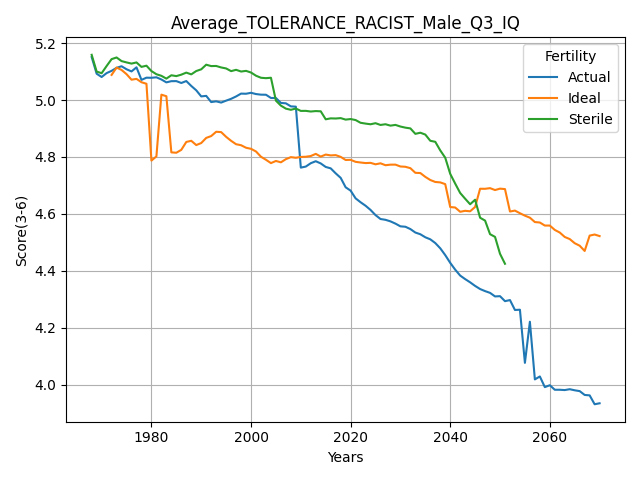 Average_TOLERANCE_RACIST_Male_Q3_IQ
Fertility
Actual
Ideal
Sterile
Score(3-6)
5.2
5.0
4.8
4.6
4.4
4.2
4.0
1980 2000 2020 2040 2060
Years